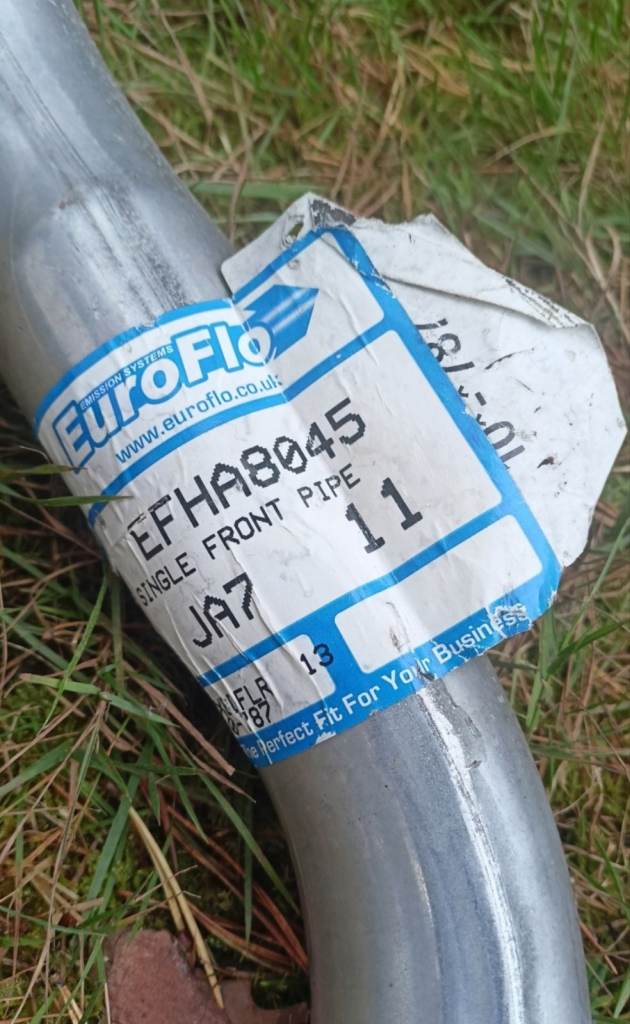 EMISSION SYSTEMS
EuroFlo
www.euroflo.co.uk
EFHA8045
SINGLE FRONT PIPE
JA7 11
13
The Perfect Fit For Your Business